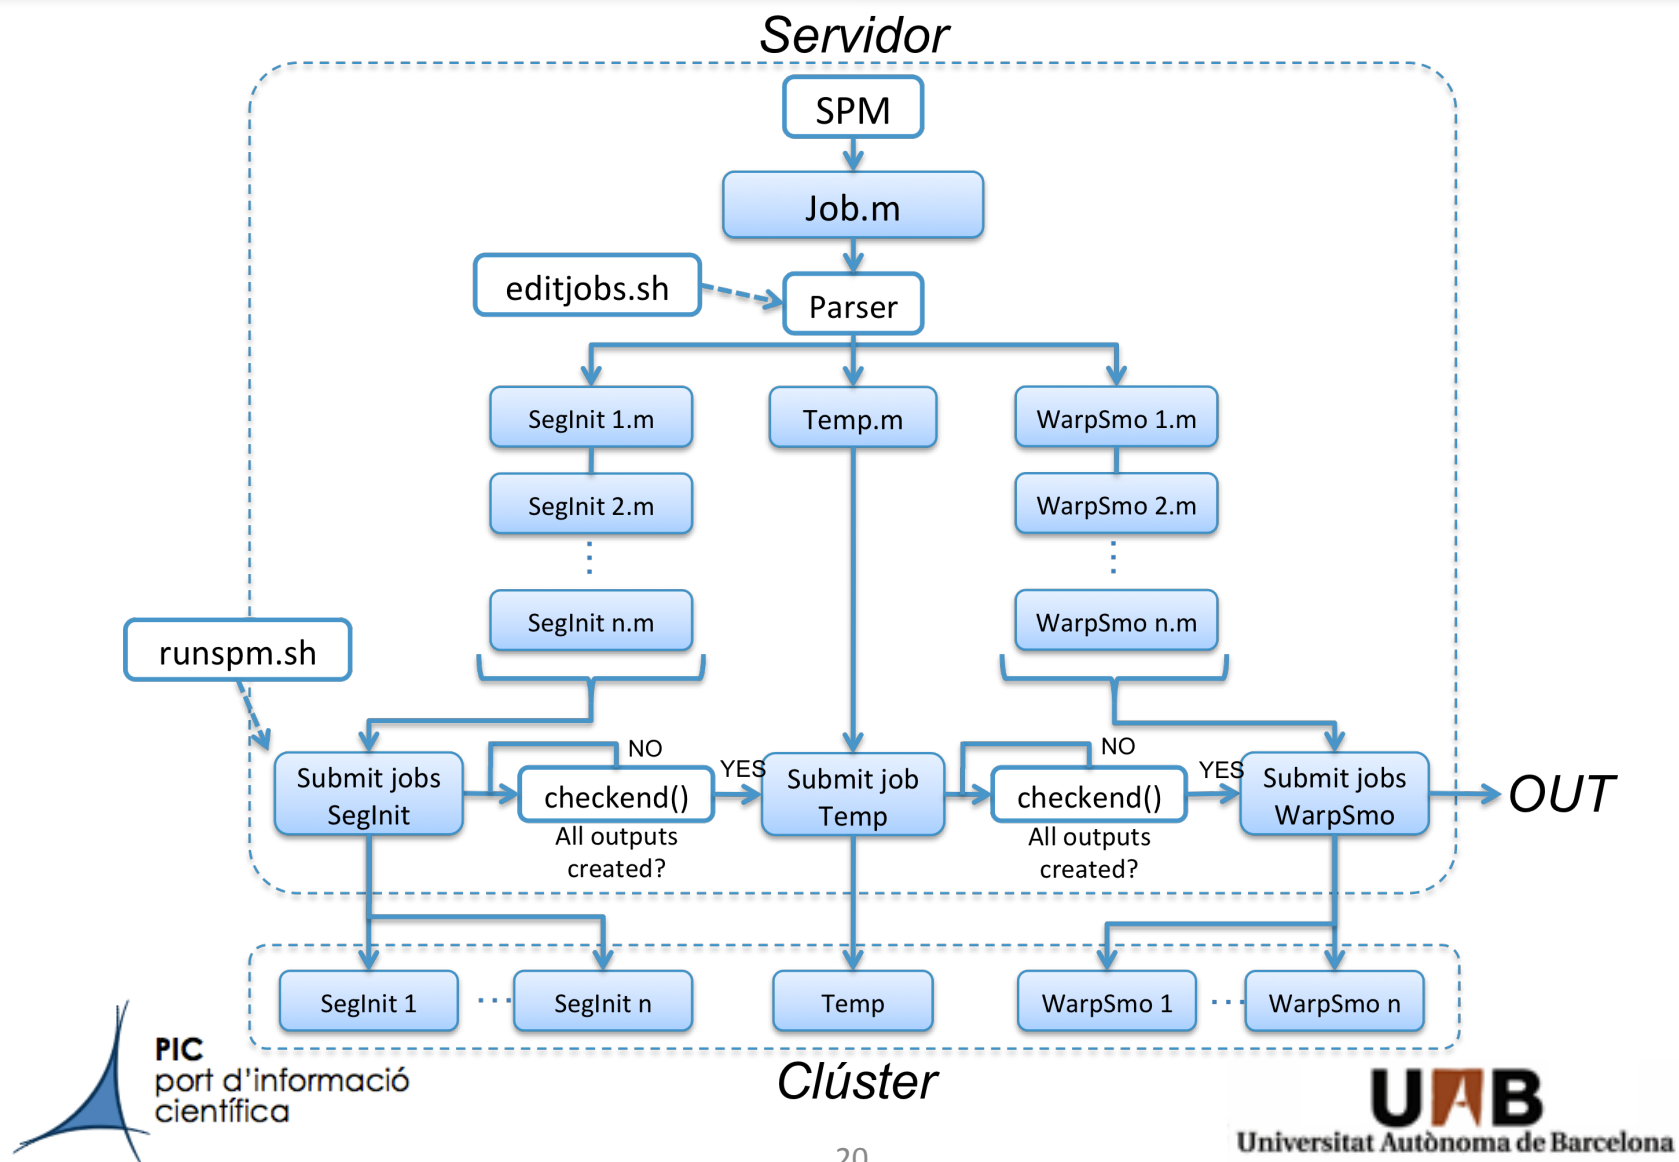 Servidor
SPM
Job.m
editjobs.sh
Parser
SegInit 1.m
Temp.m
WarpSmo 1.m
SegInit 2.m
WarpSmo 2.m
SegInit n.m
WarpSmo n.m
runspm.sh
Submit jobs
SegInit
NO
checkend()
All outputs
created?
YES
Submit job
Temp
NO
checkend()
All outputs
created?
YES
Submit jobs
WarpSmo
OUT
SegInit 1
SegInit n
Temp
WarpSmo 1
WarpSmo n
Clúster
PIC
port d'informació
científica
UAB
Universitat Autònoma de Barcelona
20